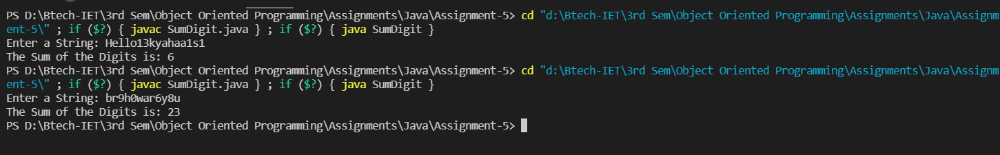 PS D:\Btech-IET\3rd Sem\Object Oriented Programming\Assignments\Java\Assignment-5> cd "d:\Btech-IET\3rd Sem\Object Oriented Programming\Assignments\Java\Assignm
ent-5\" ; if ($?) { javac SumDigit.java } ; if ($?) { java SumDigit }
Enter a String: Hello13kyahaa1s1
The Sum of the Digits is: 6
PS D:\Btech-IET\3rd Sem\Object Oriented Programming\Assignments\Java\Assignment-5> cd "d:\Btech-IET\3rd Sem\Object Oriented Programming\Assignments\Java\Assignm
ent-5\" ; if ($?) { javac SumDigit.java } ; if ($?) { java SumDigit }
Enter a String: br9h0war6y8u
The Sum of the Digits is: 23
PS D:\Btech-IET\3rd Sem\Object Oriented Programming\Assignments\Java\Assignment-5>